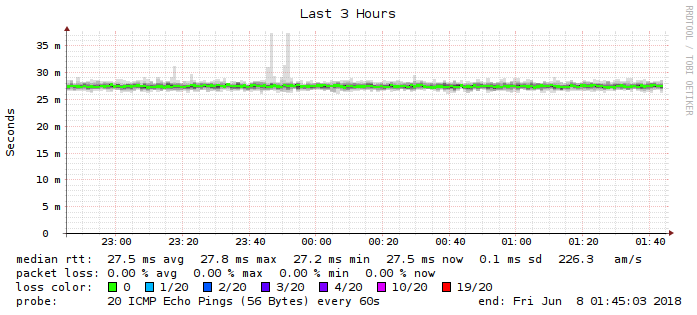 Last 3 Hours
RRDTOOL / TOBI OETIKER
Seconds
35 m
30 m
25 m
20 m
15 m
10 m
5 m
0
23:00 23:20 23:40 00:00 00:20 00:40 01:00 01:20 01:40
median rtt: 27.5 ms avg 27.8 ms max 27.2 ms min 27.5 ms now 0.1 ms sd 226.3 am/s
packet loss: 0.00 % avg 0.00 % max 0.00 % min 0.00 % now
loss color: 0 1/20 2/20 3/20 4/20 10/20 19/20
probe: 20 ICMP Echo Pings (56 Bytes) every 60s end: Fri Jun 8 01:45:03 2018